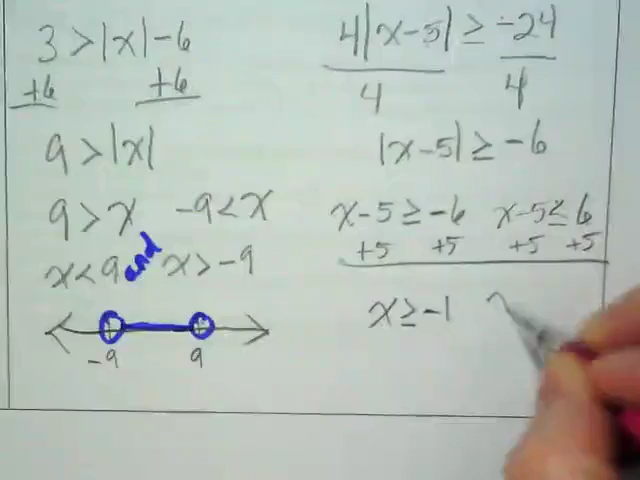 3 > |x| - 6
+6 +6
9 > |x|
9 > x -9 < x
x < 9 and x > -9
-9 9
4|x-5| ≥ -24
4 4
|x-5| ≥ -6
x-5 ≥ -6 x-5 ≤ 6
+5 +5 +5 +5
x ≥ -1